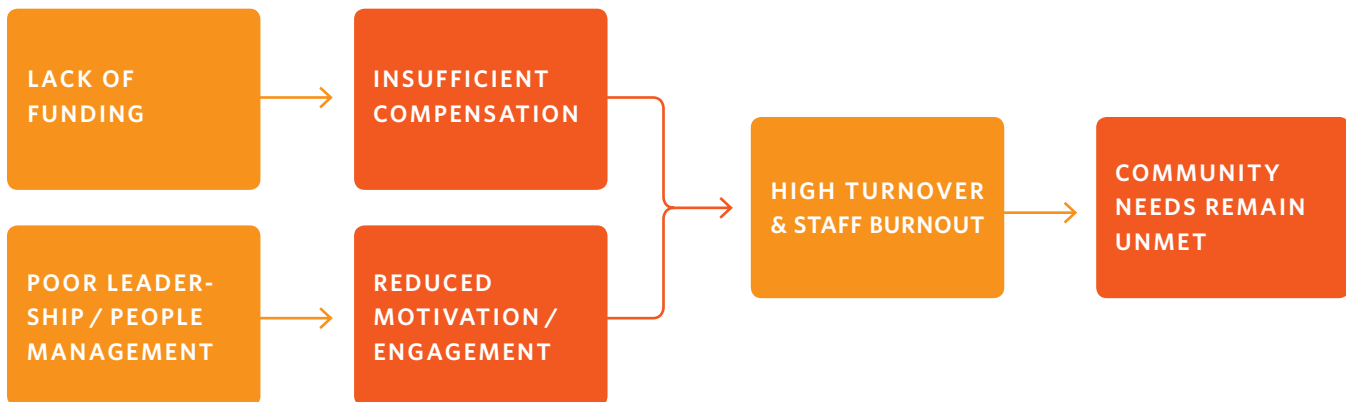 LACK OF
FUNDING
INSUFFICIENT
COMPENSATION
POOR LEADER-
SHIP / PEOPLE
MANAGEMENT
REDUCED
MOTIVATION /
ENGAGEMENT
HIGH TURNOVER
& STAFF BURNOUT
COMMUNITY
NEEDS REMAIN
UNMET